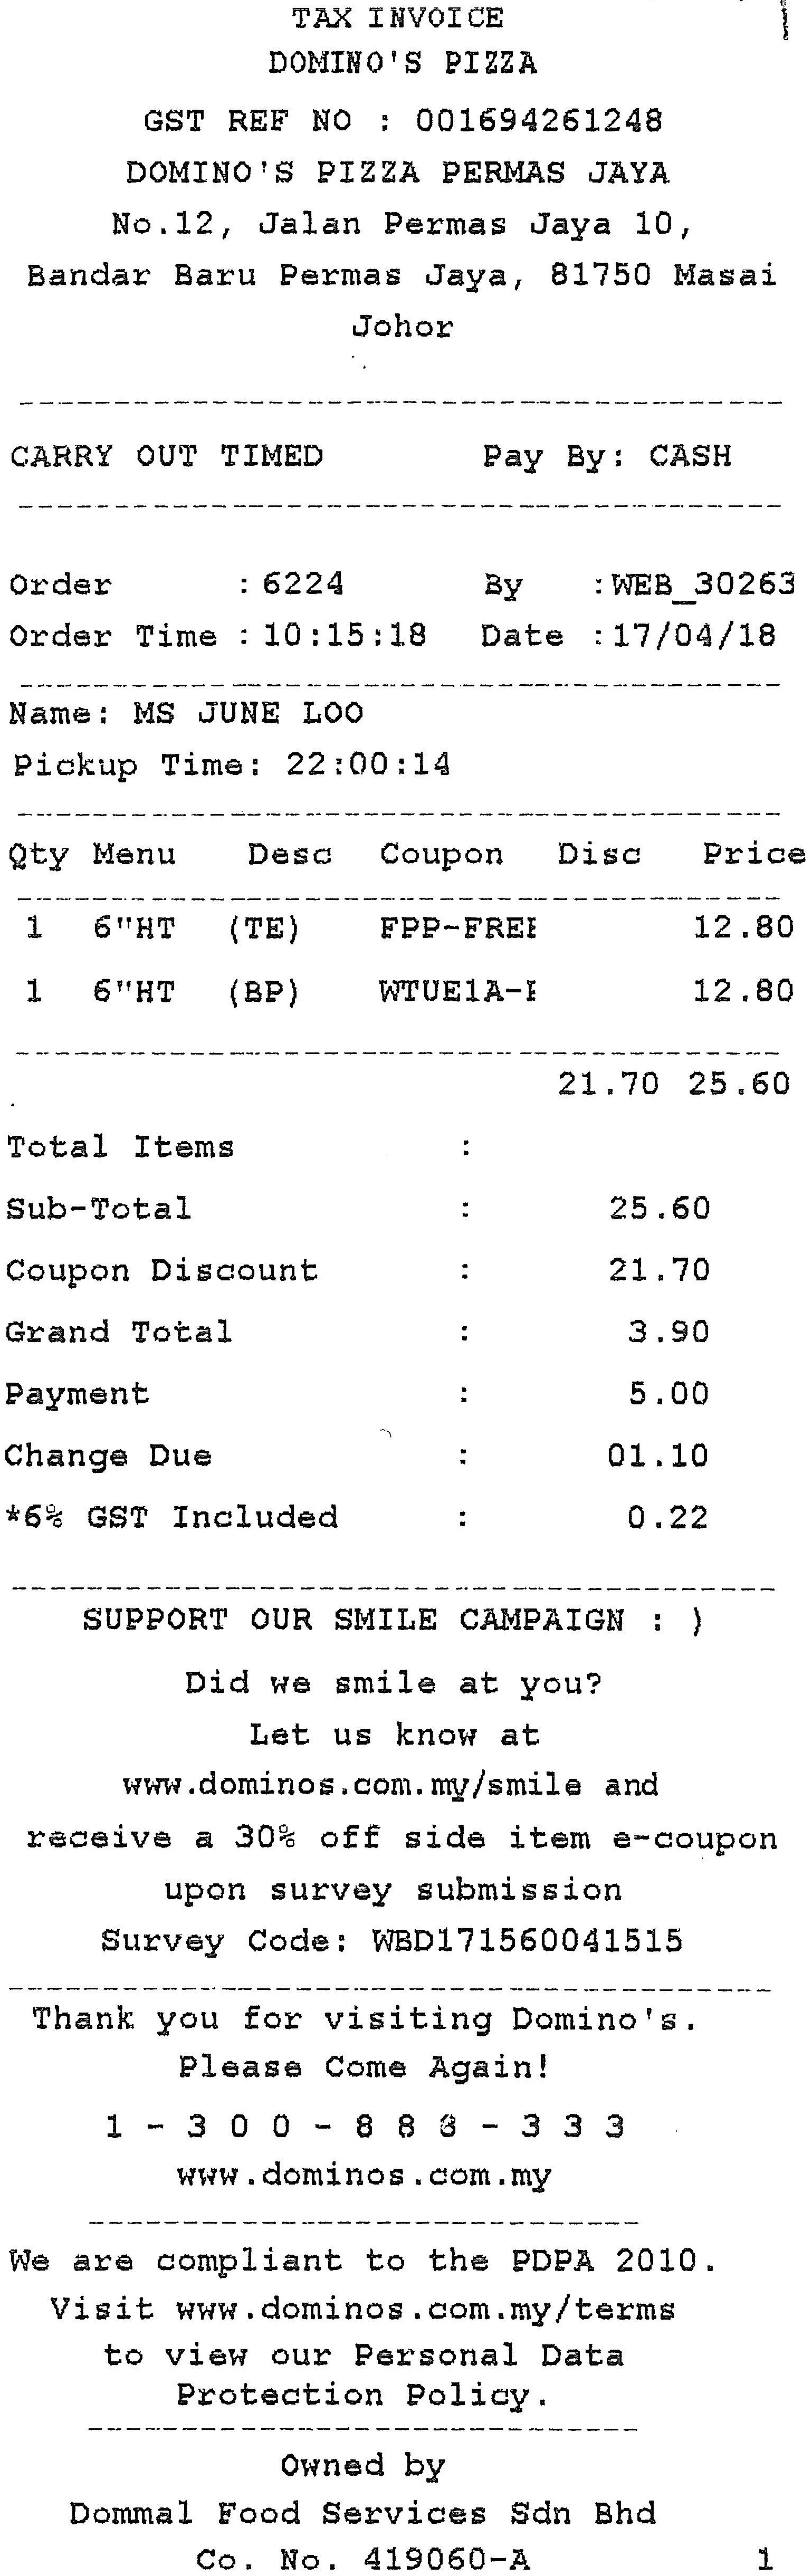 TAX INVOICE
DOMINO'S PIZZA
GST REF NO : 001694261248
DOMINO'S PIZZA PERMAS JAYA
No.12, Jalan Permas Jaya 10,
Bandar Baru Permas Jaya, 81750 Masai
Johor
CARRY OUT TIMED Pay By: CASH
Order : 6224 By :WEB_30263
Order Time : 10:15:18 Date :17/04/18
Name: MS JUNE LOO
Pickup Time: 22:00:14
Qty Menu Desc Coupon Disc Price
1 6"HT (TE) FPP-FREE 12.80
1 6"HT (BP) WTUE1A- 12.80
21.70 25.60
Total Items :
Sub-Total : 25.60
Coupon Discount : 21.70
Grand Total : 3.90
Payment : 5.00
Change Due : 01.10
*6% GST Included : 0.22
SUPPORT OUR SMILE CAMPAIGN : )
Did we smile at you?
Let us know at
www.dominos.com.my/smile and
receive a 30% off side item e-coupon
upon survey submission
Survey Code: WBD171560041515
Thank you for visiting Domino's.
Please Come Again!
1 - 3 0 0 - 8 8 8 - 3 3 3
www.dominos.com.my
We are compliant to the PDPA 2010.
Visit www.dominos.com.my/terms
to view our Personal Data
Protection Policy.
Owned by
Dommal Food Services Sdn Bhd
Co. No. 419060-A 1